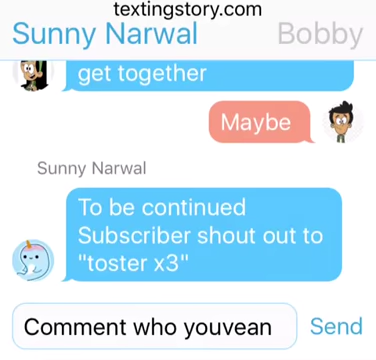 textingstory.com
Sunny Narwal Bobby
get together
Maybe
Sunny Narwal
To be continued
Subscriber shout out to
"toster x3"
Comment who youvean Send